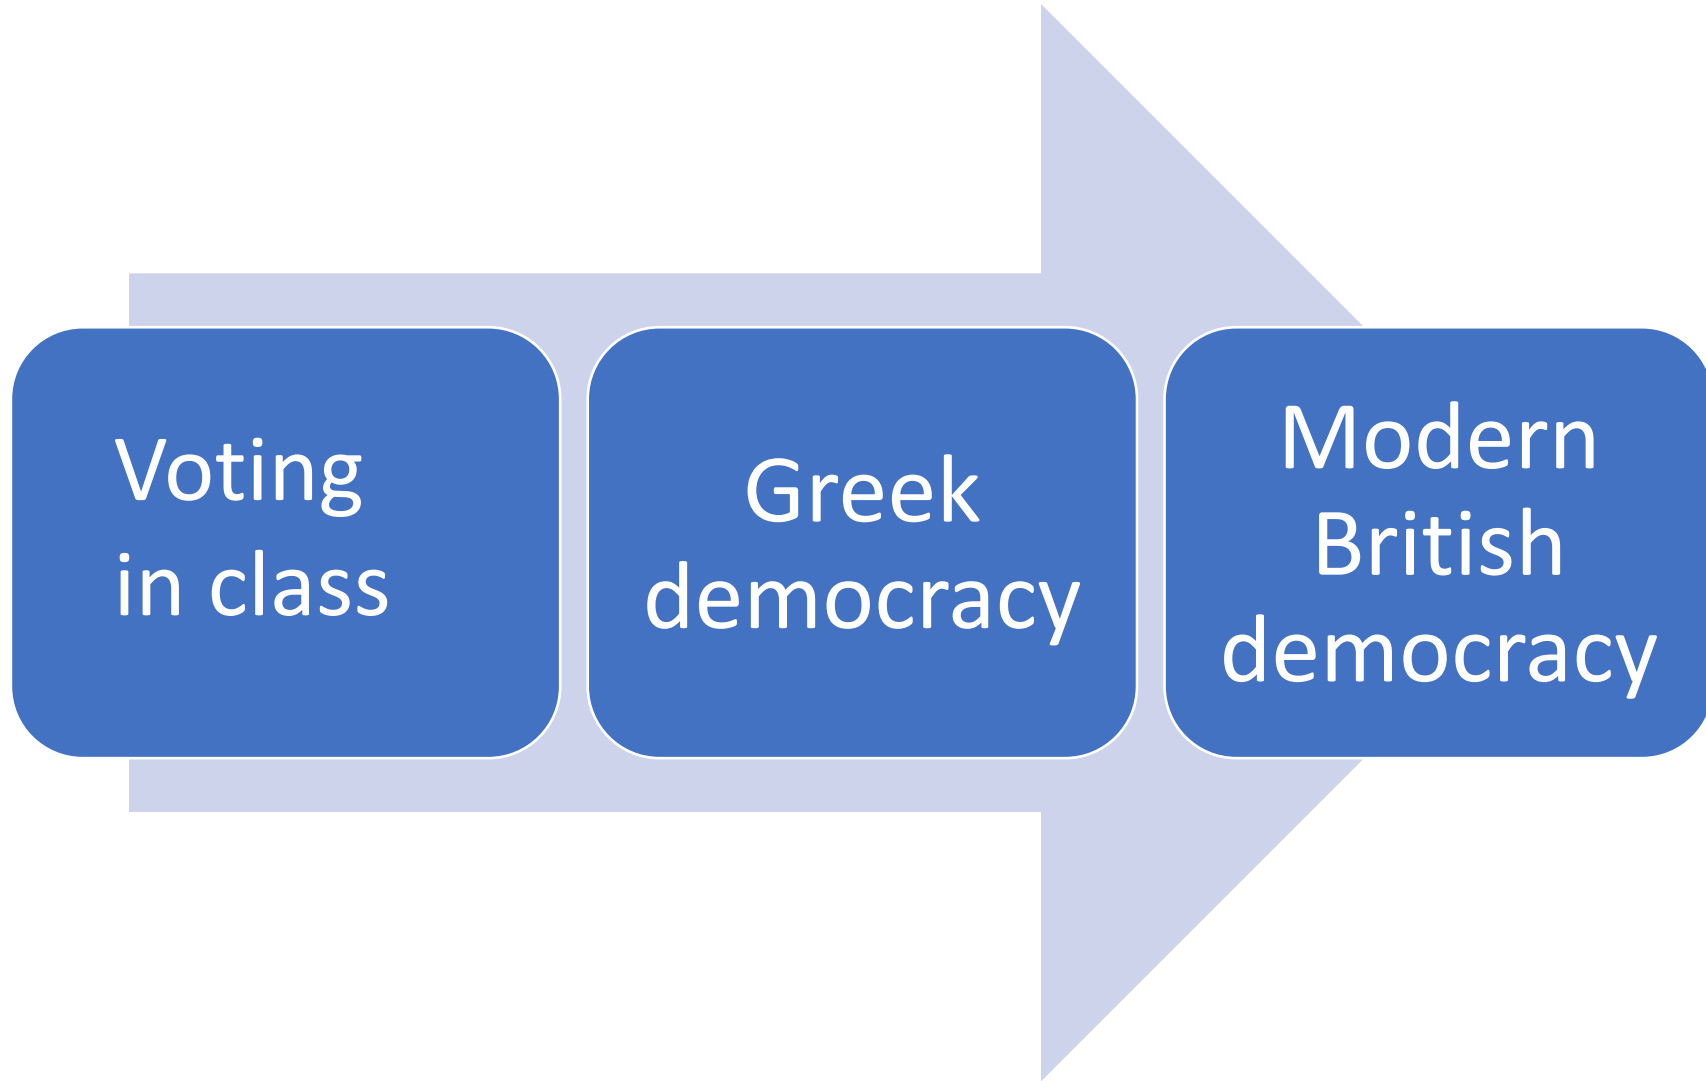 Voting
in class
Greek
democracy
Modern
British
democracy